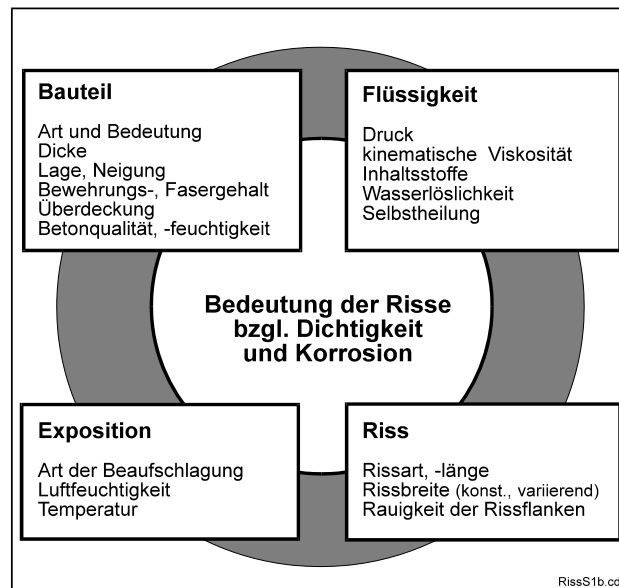 Bauteil
Art und Bedeutung
Dicke
Lage, Neigung
Bewehrungs-, Fasergehalt
Überdeckung
Betonqualität, -feuchtigkeit
Flüssigkeit
Druck
kinematische Viskosität
Inhaltsstoffe
Wasserlöslichkeit
Selbstheilung
Bedeutung der Risse
bzgl. Dichtigkeit
und Korrosion
Exposition
Art der Beaufschlagung
Luftfeuchtigkeit
Temperatur
Riss
Rissart, -länge
Rissbreite (konst., variierend)
Rauigkeit der Rissflanken
RissS1b.cd